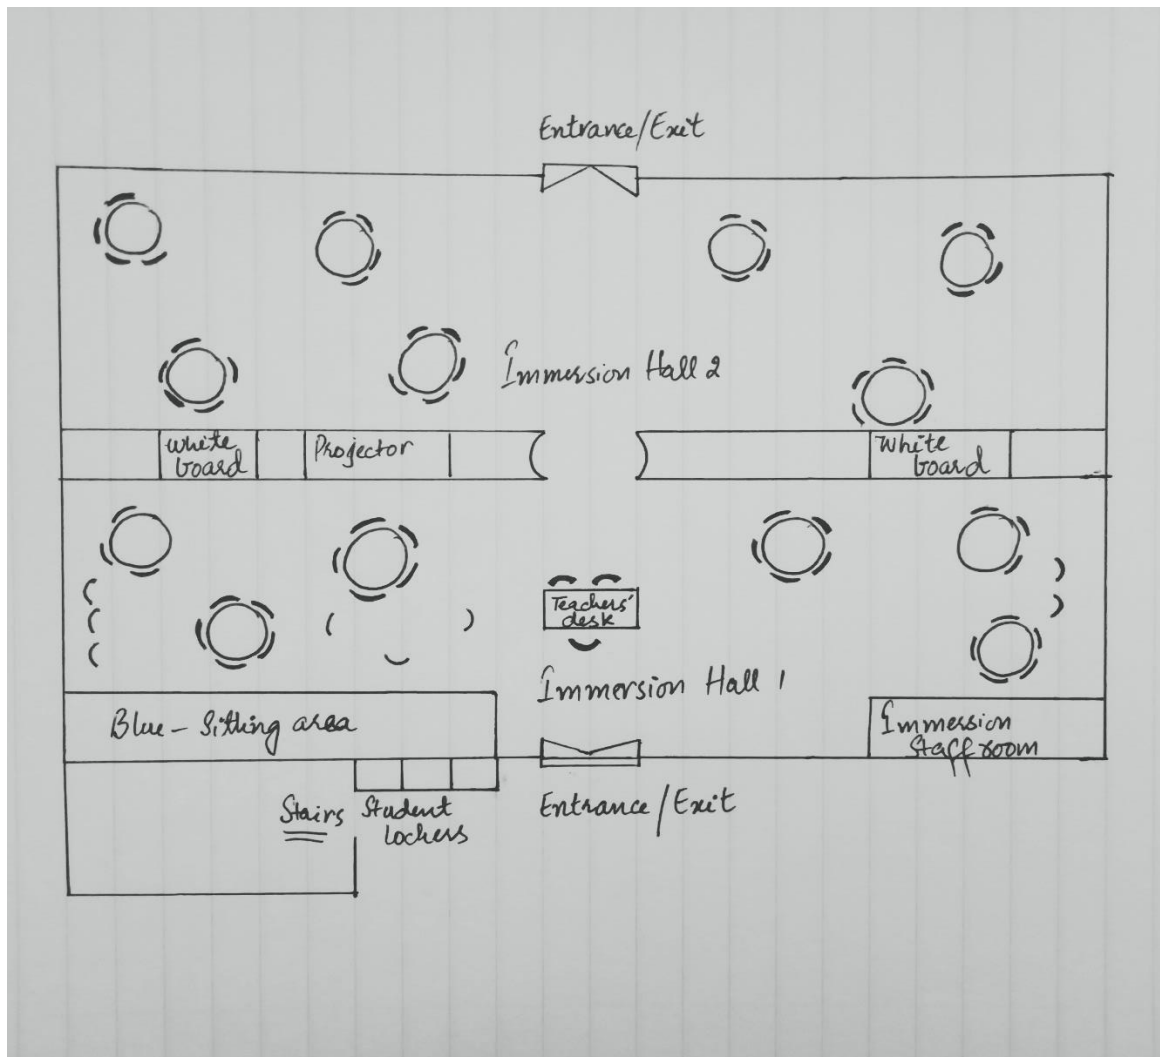 Entrance/Exit
Immersion Hall 2
White
board
Projector
White
board
Teachers'
desk
Immersion Hall 1
Blue - Sitting area
Immession
Staff room
Stairs
Student
lockers
Entrance/Exit